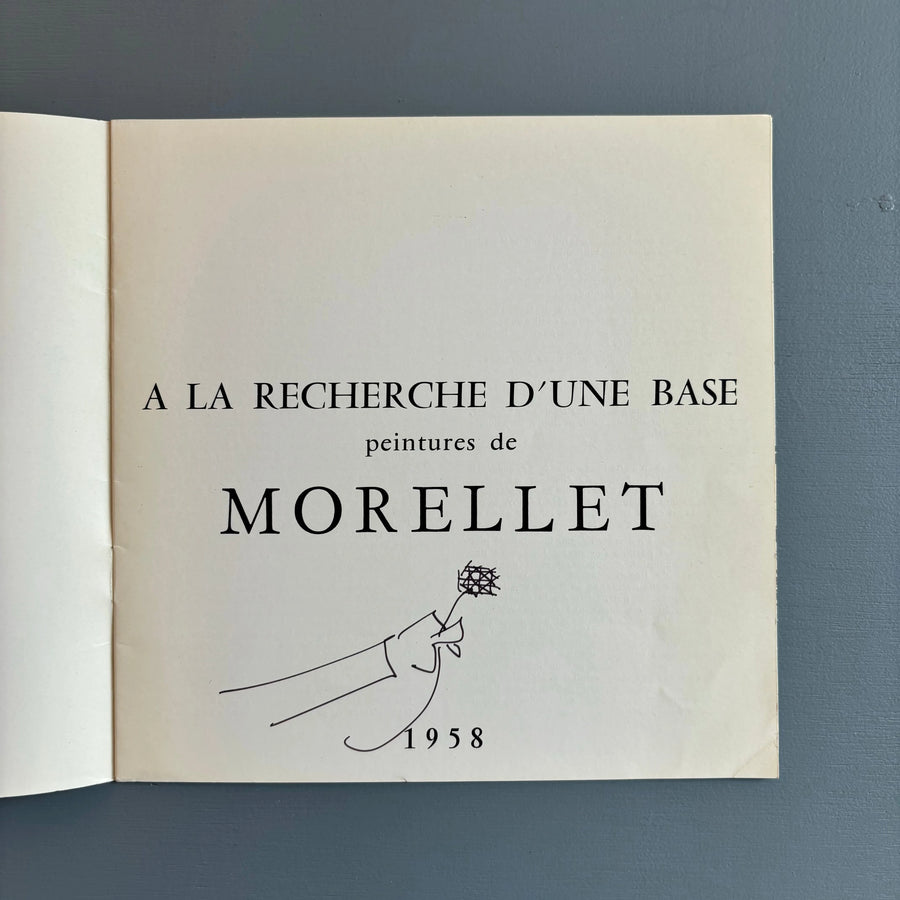 A LA RECHERCHE D'UNE BASE
peintures de
MORELLET
1958